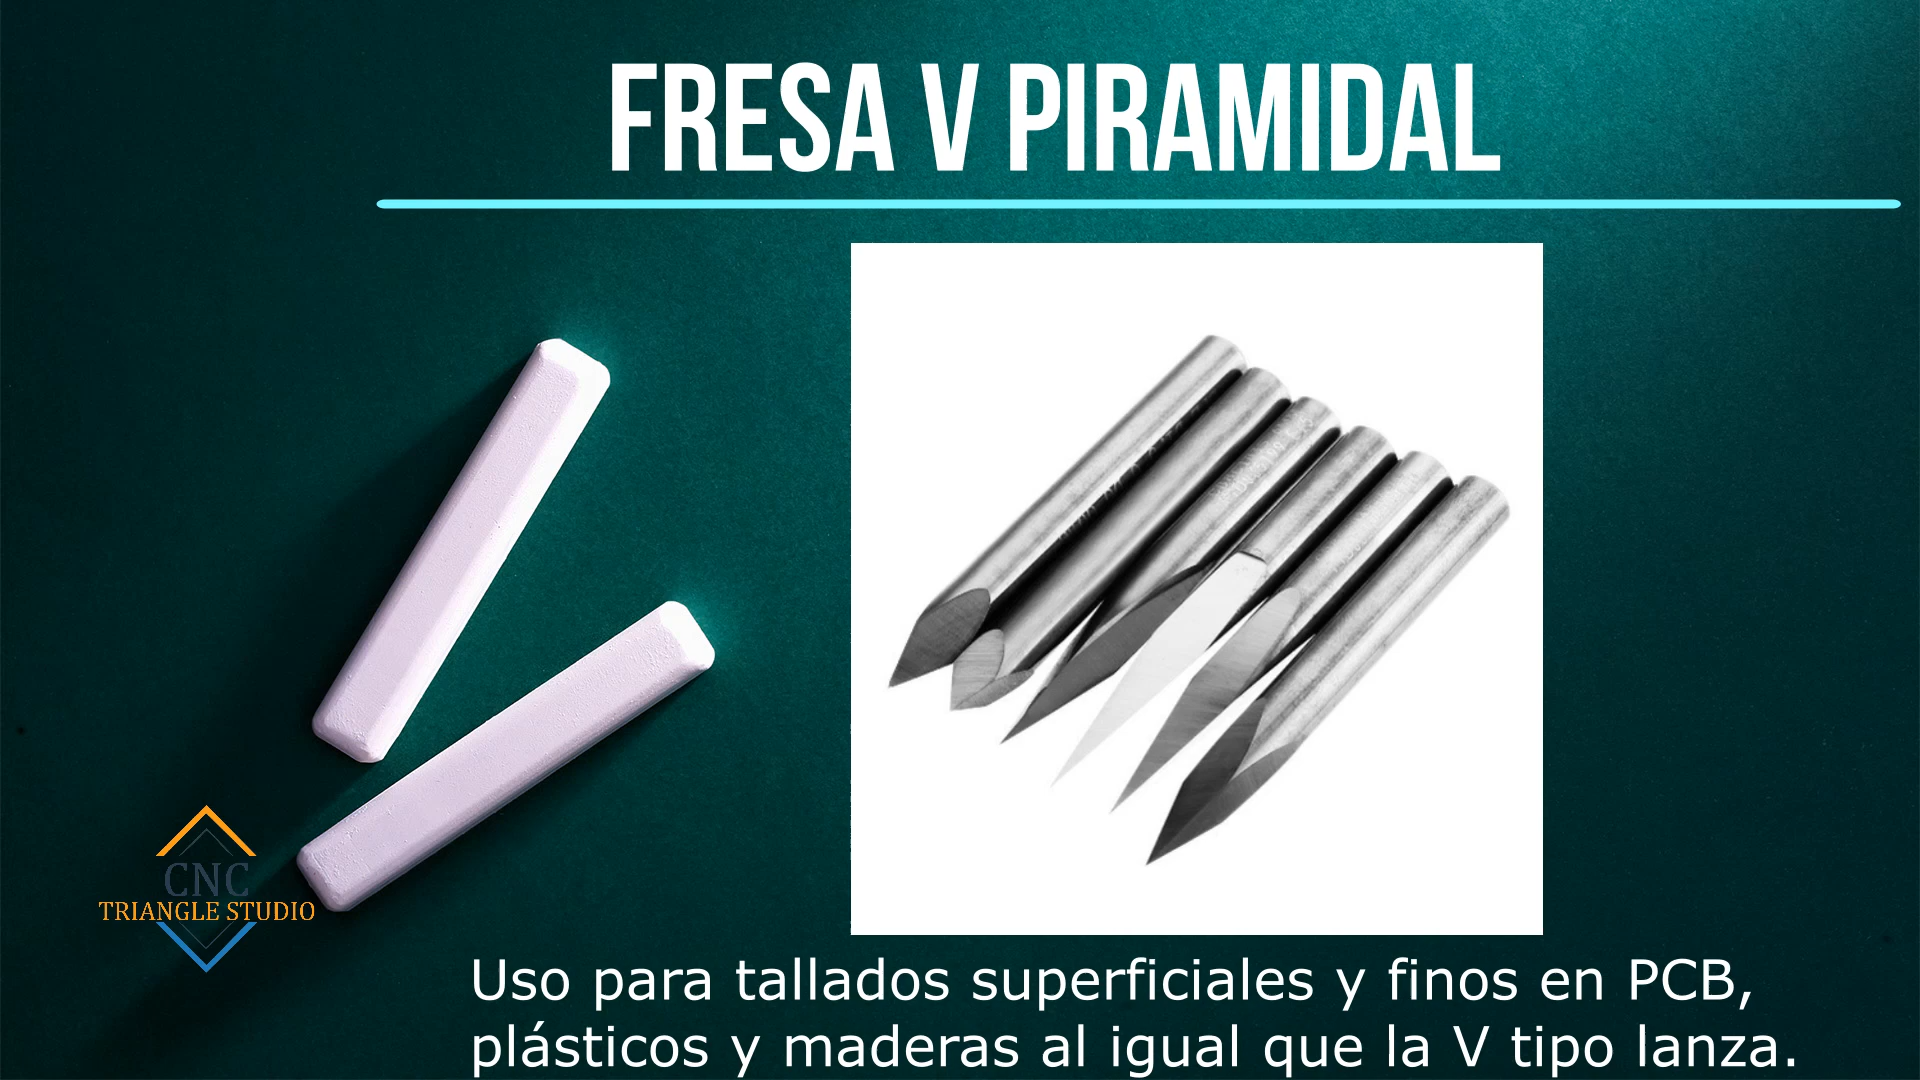 FRESA V PIRAMIDAL
CNC
TRIANGLE STUDIO
Uso para tallados superficiales y finos en PCB,
plásticos y maderas al igual que la V tipo lanza.